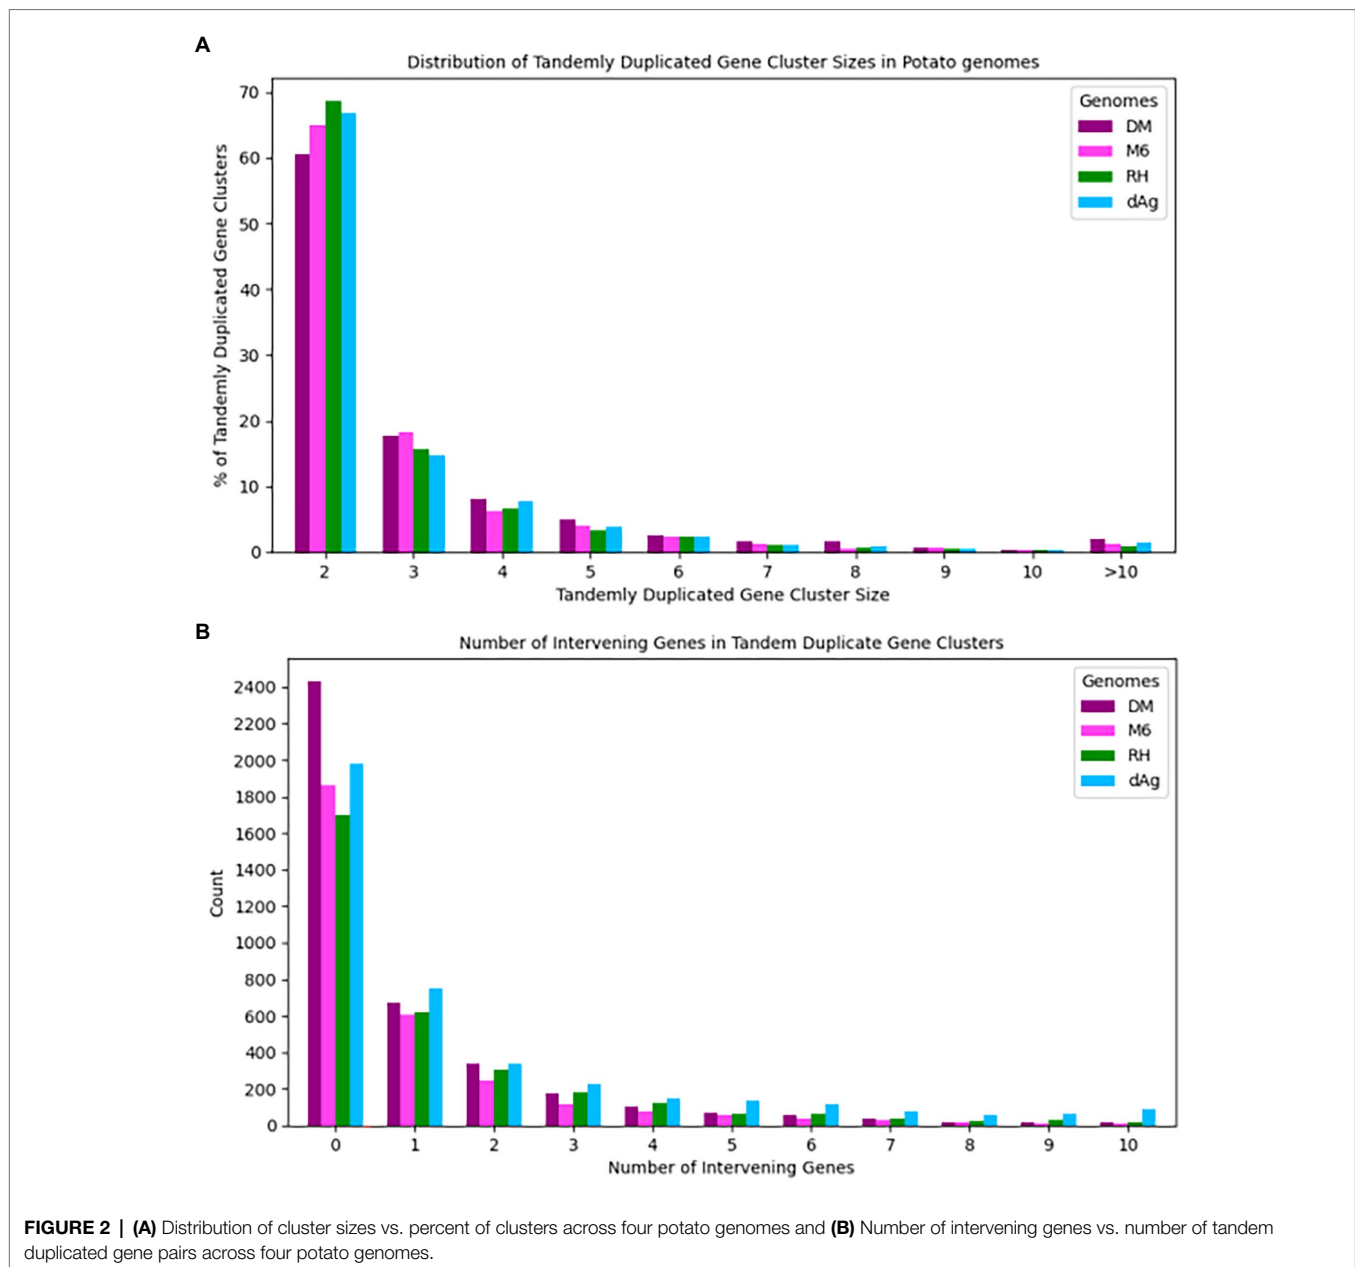 A
Distribution of Tandemly Duplicated Gene Cluster Sizes in Potato genomes
% of Tandemly Duplicated Gene Clusters
70
60
50
40
30
20
10
0
Genomes
DM
M6
RH
dAg
2 3 4 5 6 7 8 9 10 >10
Tandemly Duplicated Gene Cluster Size
B
Number of Intervening Genes in Tandem Duplicate Gene Clusters
Count
2400
2200
2000
1800
1600
1400
1200
1000
800
600
400
200
0
Genomes
DM
M6
RH
dAg
0 1 2 3 4 5 6 7 8 9 10
Number of Intervening Genes
FIGURE 2 | (A) Distribution of cluster sizes vs. percent of clusters across four potato genomes and (B) Number of intervening genes vs. number of tandem
duplicated gene pairs across four potato genomes.